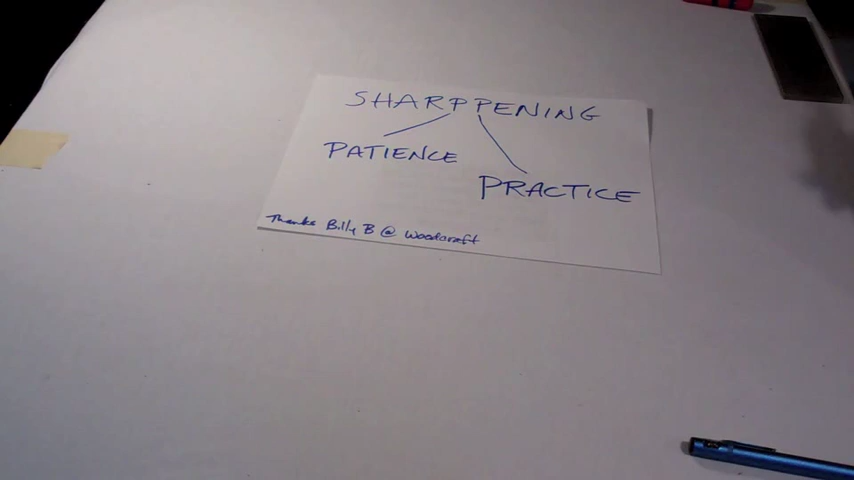 SHARPPENING
PATIENCE
PRACTICE
Thanks Billy B @ Woodcraft